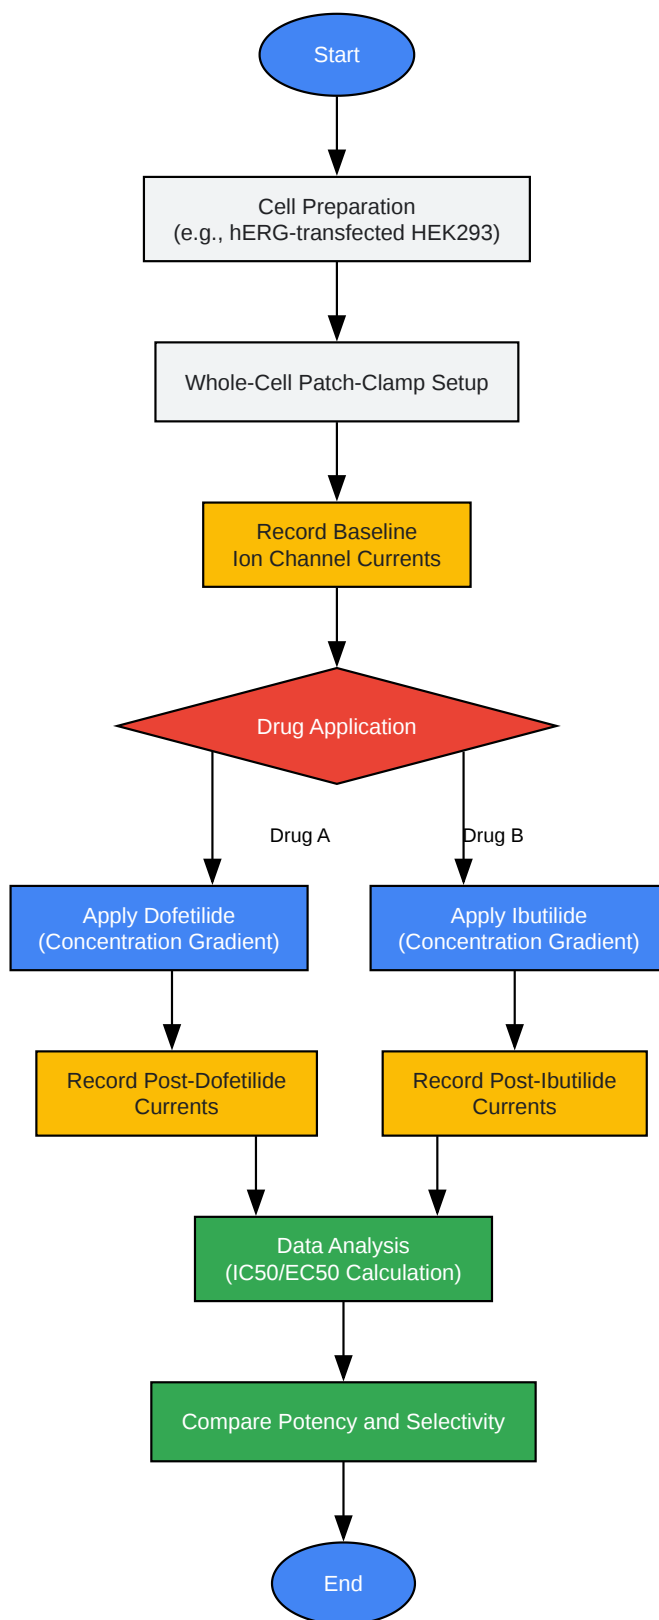 Start
Cell Preparation
(e.g., hERG-transfected HEK293)
Whole-Cell Patch-Clamp Setup
Record Baseline
Ion Channel Currents
Drug Application
Drug A
Drug B
Apply Dofetilide
(Concentration Gradient)
Apply Ibutilide
(Concentration Gradient)
Record Post-Dofetilide
Currents
Record Post-Ibutilide
Currents
Data Analysis
(IC50/EC50 Calculation)
Compare Potency and Selectivity
End